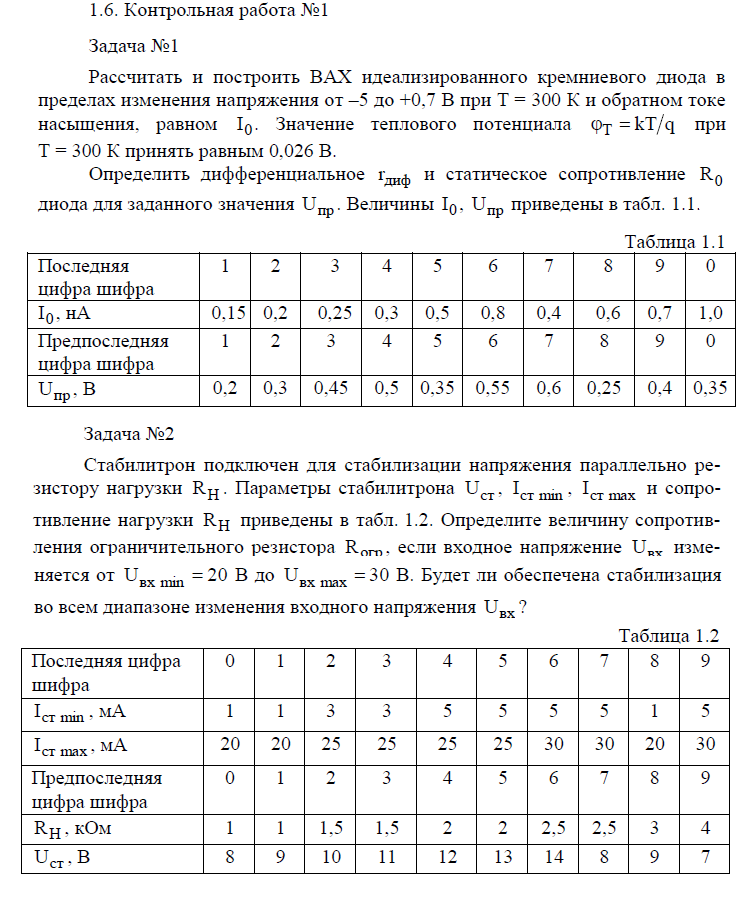 1.6. Контрольная работа №1
Задача №1
Рассчитать и построить ВАХ идеализированного кремниевого диода в
пределах изменения напряжения от –5 до +0,7 В при T = 300 К и обратном токе
насыщения, равном I₀. Значение теплового потенциала φT = kT/q при
T = 300 К принять равным 0,026 В.
Определить дифференциальное rдиф и статическое сопротивление R₀
диода для заданного значения Uпр. Величины I₀, Uпр приведены в табл. 1.1.
Таблица 1.1
Последняя цифра шифра 1 2 3 4 5 6 7 8 9 0
I₀, нА 0,15 0,2 0,25 0,3 0,5 0,8 0,4 0,6 0,7 1,0
Предпоследняя цифра шифра 1 2 3 4 5 6 7 8 9 0
Uпр, В 0,2 0,3 0,45 0,5 0,35 0,55 0,6 0,25 0,4 0,35
Задача №2
Стабилитрон подключен для стабилизации напряжения параллельно ре-
зистору нагрузки RН. Параметры стабилитрона Uст, Iст min, Iст max и сопро-
тивление нагрузки RН приведены в табл. 1.2. Определите величину сопротив-
ления ограничительного резистора Rогр, если входное напряжение Uвх изме-
няется от Uвх min = 20 В до Uвх max = 30 В. Будет ли обеспечена стабилизация
во всем диапазоне изменения входного напряжения Uвх?
Таблица 1.2
Последняя цифра шифра 0 1 2 3 4 5 6 7 8 9
Iст min, мА 1 1 3 3 5 5 5 5 1 5
Iст max, мА 20 20 25 25 25 25 30 30 20 30
Предпоследняя цифра шифра 0 1 2 3 4 5 6 7 8 9
RН, кОм 1 1 1,5 1,5 2 2 2,5 2,5 3 4
Uст, В 8 9 10 11 12 13 14 8 9 7